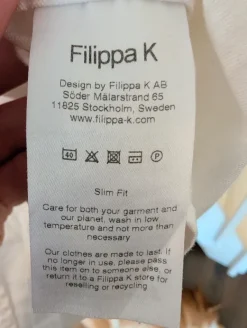 Filippa K
Design by Filippa K AB
Söder Mälarstrand 65
11825 Stockholm, Sweden
www.filippa-k.com
40 P
Slim Fit
Care for both your garment and
our planet, wash in low
temperature and not more than
necessary
Our clothes are made to last. If
no longer in use, please pass
this item on to someone else, or
return it to a Filippa K store for
reselling or recycling